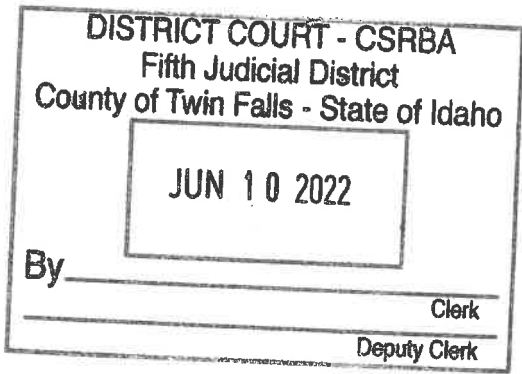 DISTRICT COURT - CSRBA
Fifth Judicial District
County of Twin Falls - State of Idaho
JUN 10 2022
By
Clerk
Deputy Clerk